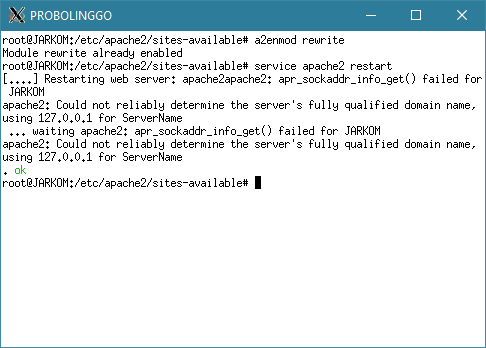 PROBOLINGGO
root@JARKOM:/etc/apache2/sites-available# a2enmod rewrite
Module rewrite already enabled
root@JARKOM:/etc/apache2/sites-available# service apache2 restart
[....] Restarting web server: apache2apache2: apr_sockaddr_info_get() failed for
 JARKOM
apache2: Could not reliably determine the server's fully qualified domain name,
using 127.0.0.1 for ServerName
 ... waiting apache2: apr_sockaddr_info_get() failed for JARKOM
apache2: Could not reliably determine the server's fully qualified domain name,
using 127.0.0.1 for ServerName
. ok
root@JARKOM:/etc/apache2/sites-available#